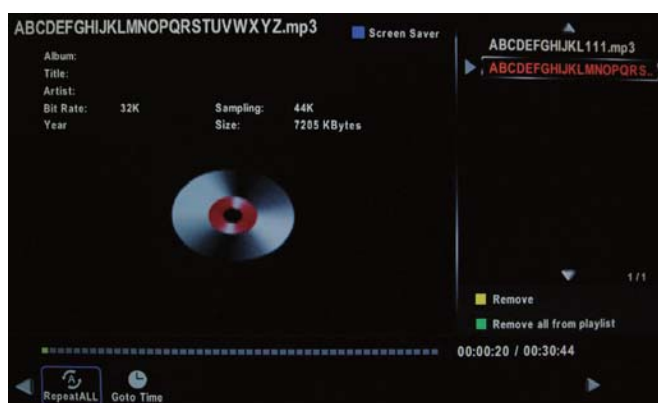 ABCDEFGHIJKLMNOPQRSTUVWXYZ.mp3
Screen Saver
Album:
Title:
Artist:
Bit Rate: 32K Sampling: 44K
Year Size: 7205 KBytes
ABCDEFGHIJKL111.mp3
ABCDEFGHIJKLMNOPQRS..
1/1
Remove
Remove all from playlist
00:00:20 / 00:30:44
A
RepeatALL Goto Time